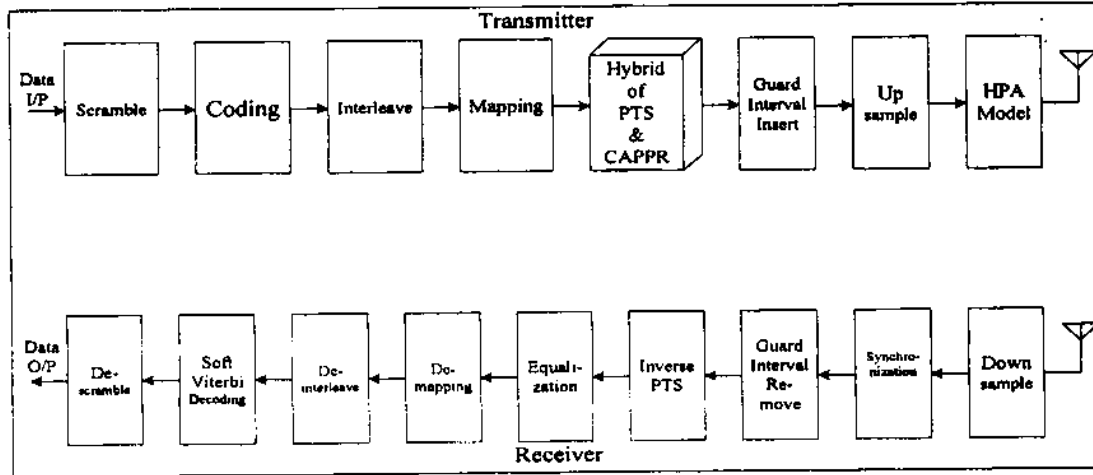 Transmitter
Data
I/P
Scramble
Coding
Interleave
Mapping
Hybrid
of
PTS
&
CAPPR
Guard
Interval
Insert
Up
sample
HPA
Model
Data
O/P
De-
scramble
Soft
Viterbi
Decoding
De-
interleave
De-
mapping
Equali-
zation
Inverse
PTS
Guard
Interval
Re-
move
Synchro-
nization
Down
sample
Receiver